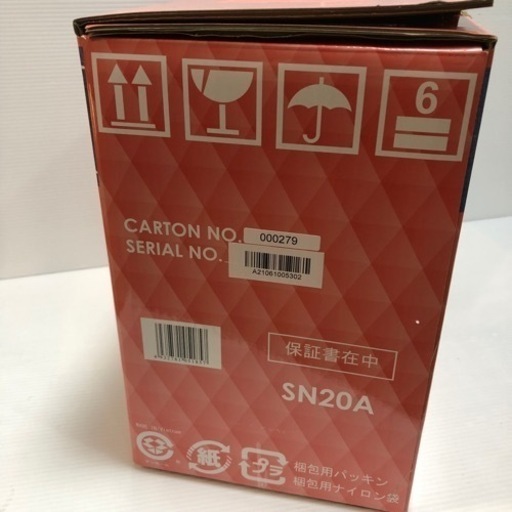 6
CARTON NO. 000279
SERIAL NO.
A21061005302
保証書在中
SN20A
紙
プラ
梱包用パッキン
梱包用ナイロン袋